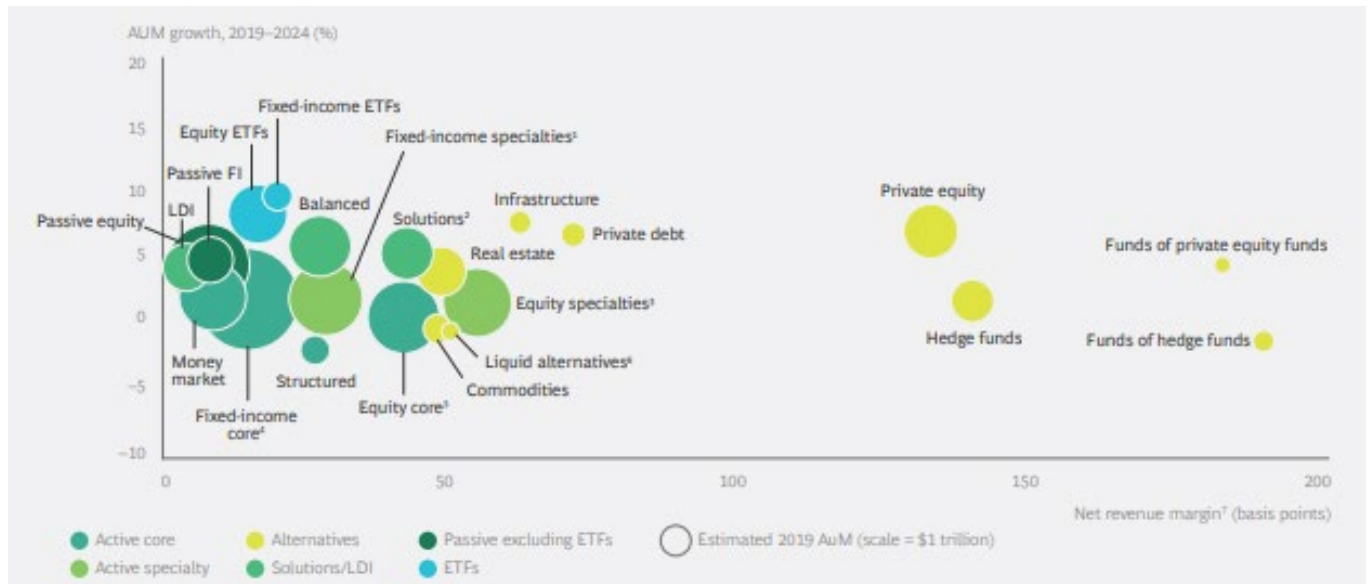 AUM growth, 2019–2024 (%)
20
15
10
5
0
–5
–10
Fixed-income ETFs
Equity ETFs
Fixed-income specialties¹
Passive FI
Passive equity
LDI
Balanced
Solutions²
Infrastructure
Private debt
Real estate
Equity specialties³
Private equity
Funds of private equity funds
Hedge funds
Funds of hedge funds
Money
market
Structured
Liquid alternatives⁶
Commodities
Equity core⁵
Fixed-income
core⁴
0
50
100
150
200
Net revenue margin⁷ (basis points)
Active core
Alternatives
Passive excluding ETFs
Estimated 2019 AuM (scale = $1 trillion)
Active specialty
Solutions/LDI
ETFs